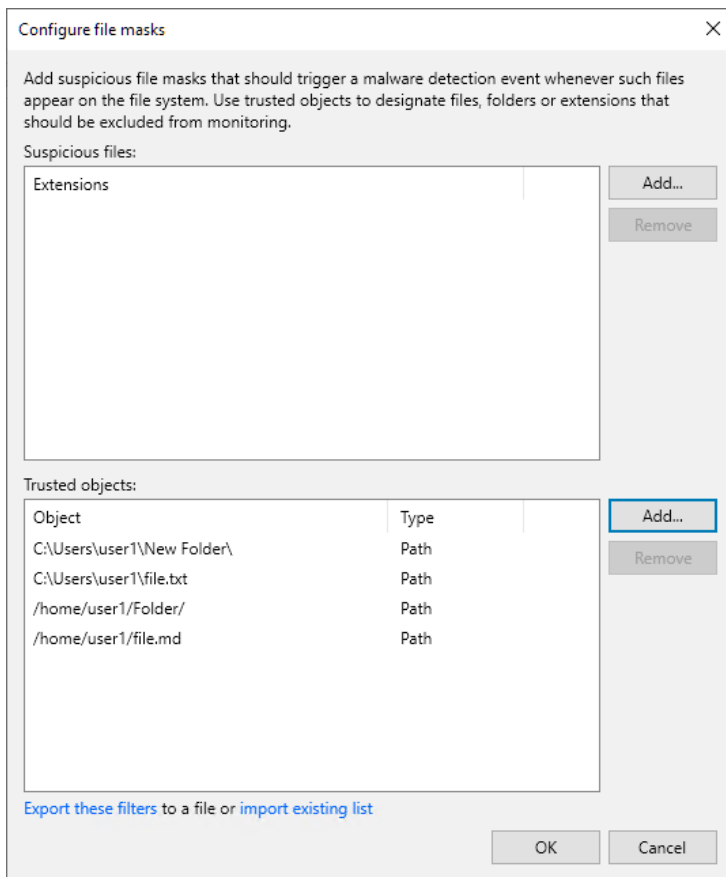 Configure file masks
Add suspicious file masks that should trigger a malware detection event whenever such files
appear on the file system. Use trusted objects to designate files, folders or extensions that
should be excluded from monitoring.
Suspicious files:
Extensions
Add...
Remove
Trusted objects:
Object Type
Add...
C:\Users\user1\New Folder\ Path
Remove
C:\Users\user1\file.txt Path
/home/user1/Folder/ Path
/home/user1/file.md Path
Export these filters to a file or import existing list
OK Cancel